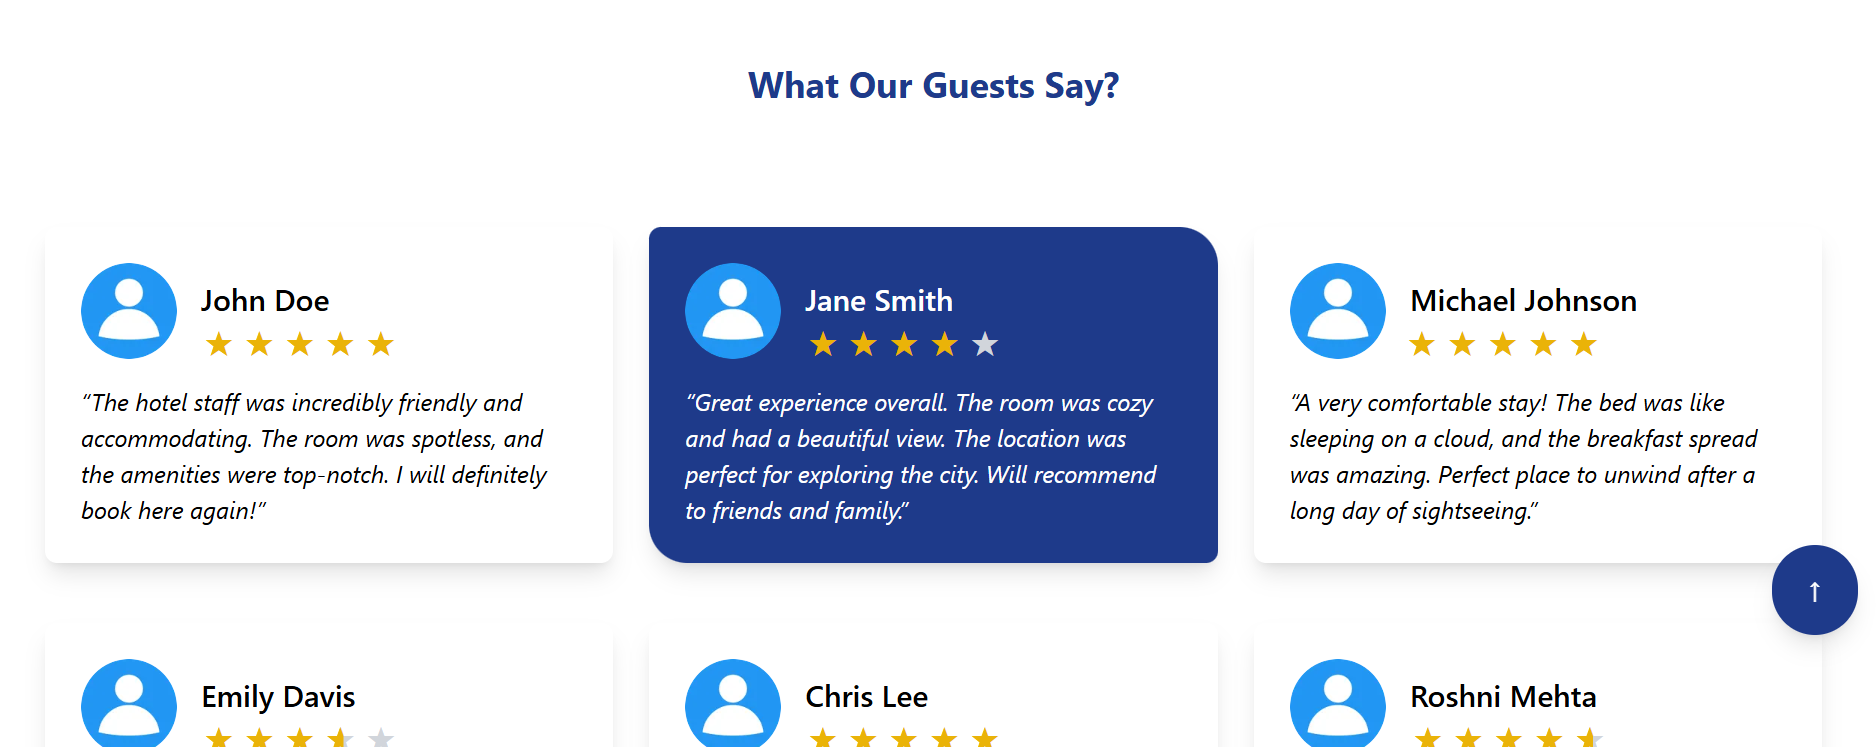 What Our Guests Say?
John Doe
“The hotel staff was incredibly friendly and
accommodating. The room was spotless, and
the amenities were top-notch. I will definitely
book here again!”
Jane Smith
“Great experience overall. The room was cozy
and had a beautiful view. The location was
perfect for exploring the city. Will recommend
to friends and family.”
Michael Johnson
“A very comfortable stay! The bed was like
sleeping on a cloud, and the breakfast spread
was amazing. Perfect place to unwind after a
long day of sightseeing.”
↑
Emily Davis
Chris Lee
Roshni Mehta